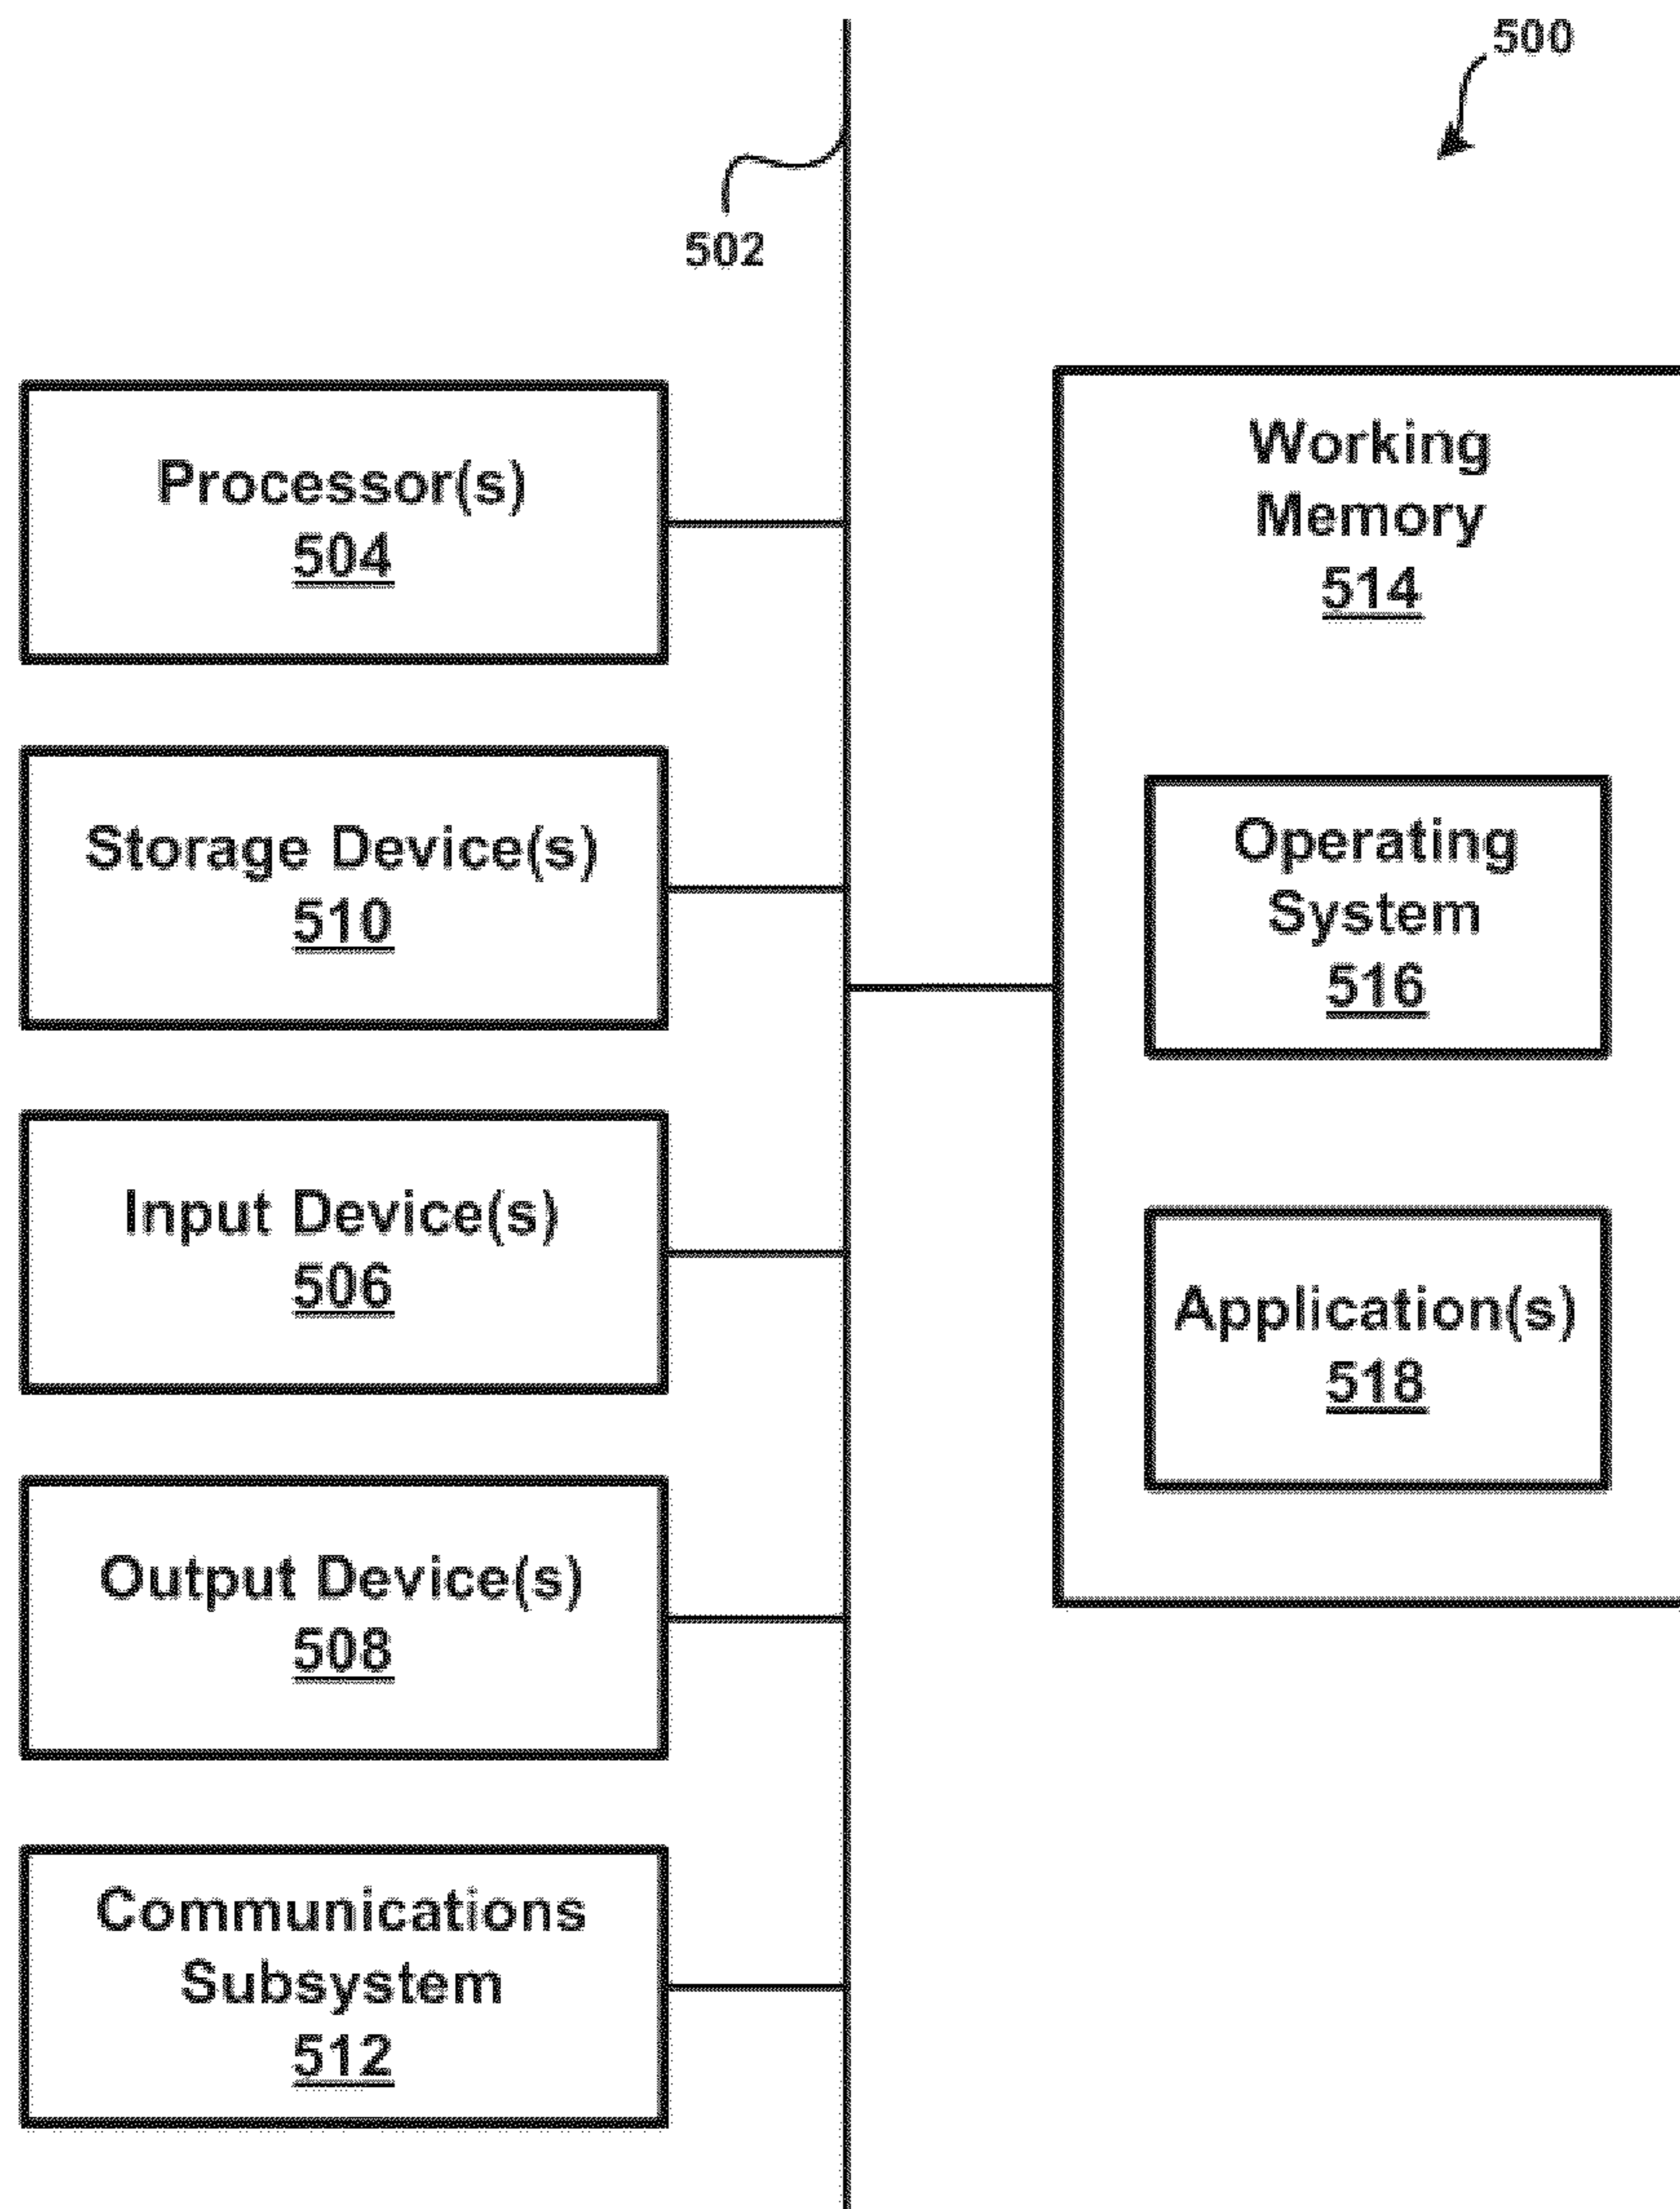 500
502
Processor(s)
504
Storage Device(s)
510
Input Device(s)
506
Output Device(s)
508
Communications
Subsystem
512
Working
Memory
514
Operating
System
516
Application(s)
518